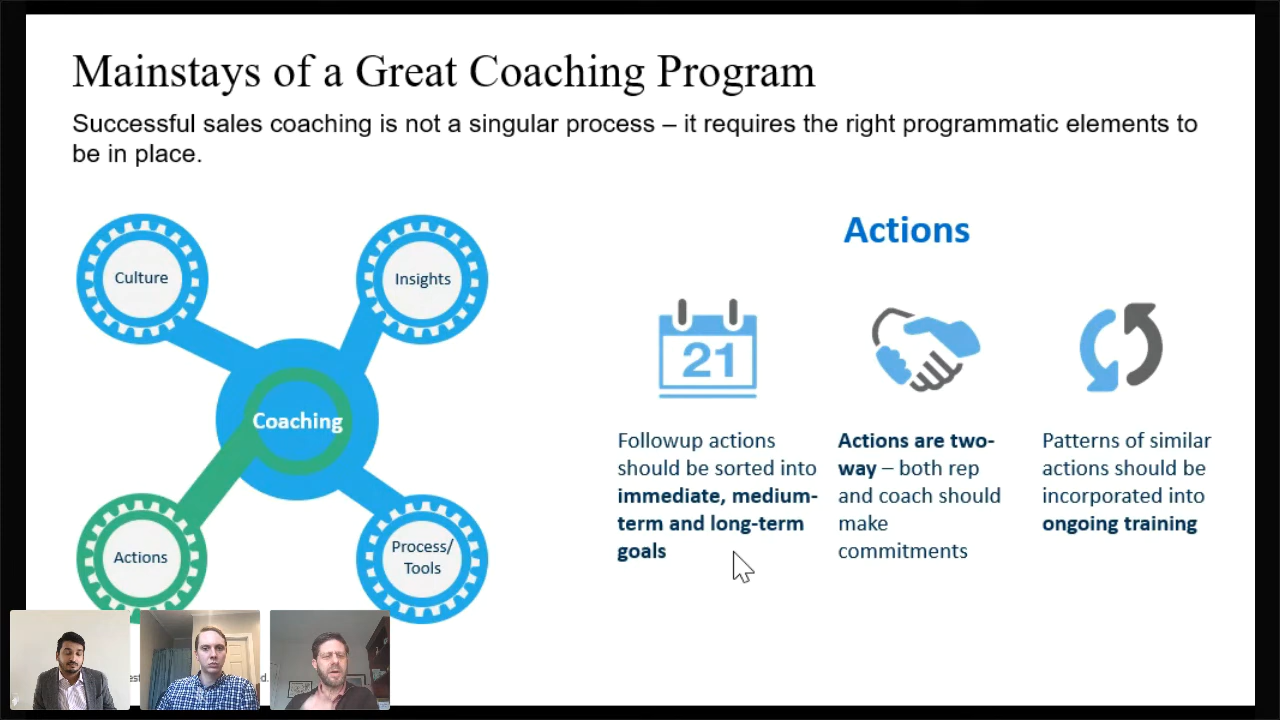 Mainstays of a Great Coaching Program
Successful sales coaching is not a singular process – it requires the right programmatic elements to
be in place.
Culture
Insights
Coaching
Actions
Process/
Tools
Actions
21
Followup actions
should be sorted into
immediate, medium-
term and long-term
goals
Actions are two-
way – both rep
and coach should
make
commitments
Patterns of similar
actions should be
incorporated into
ongoing training